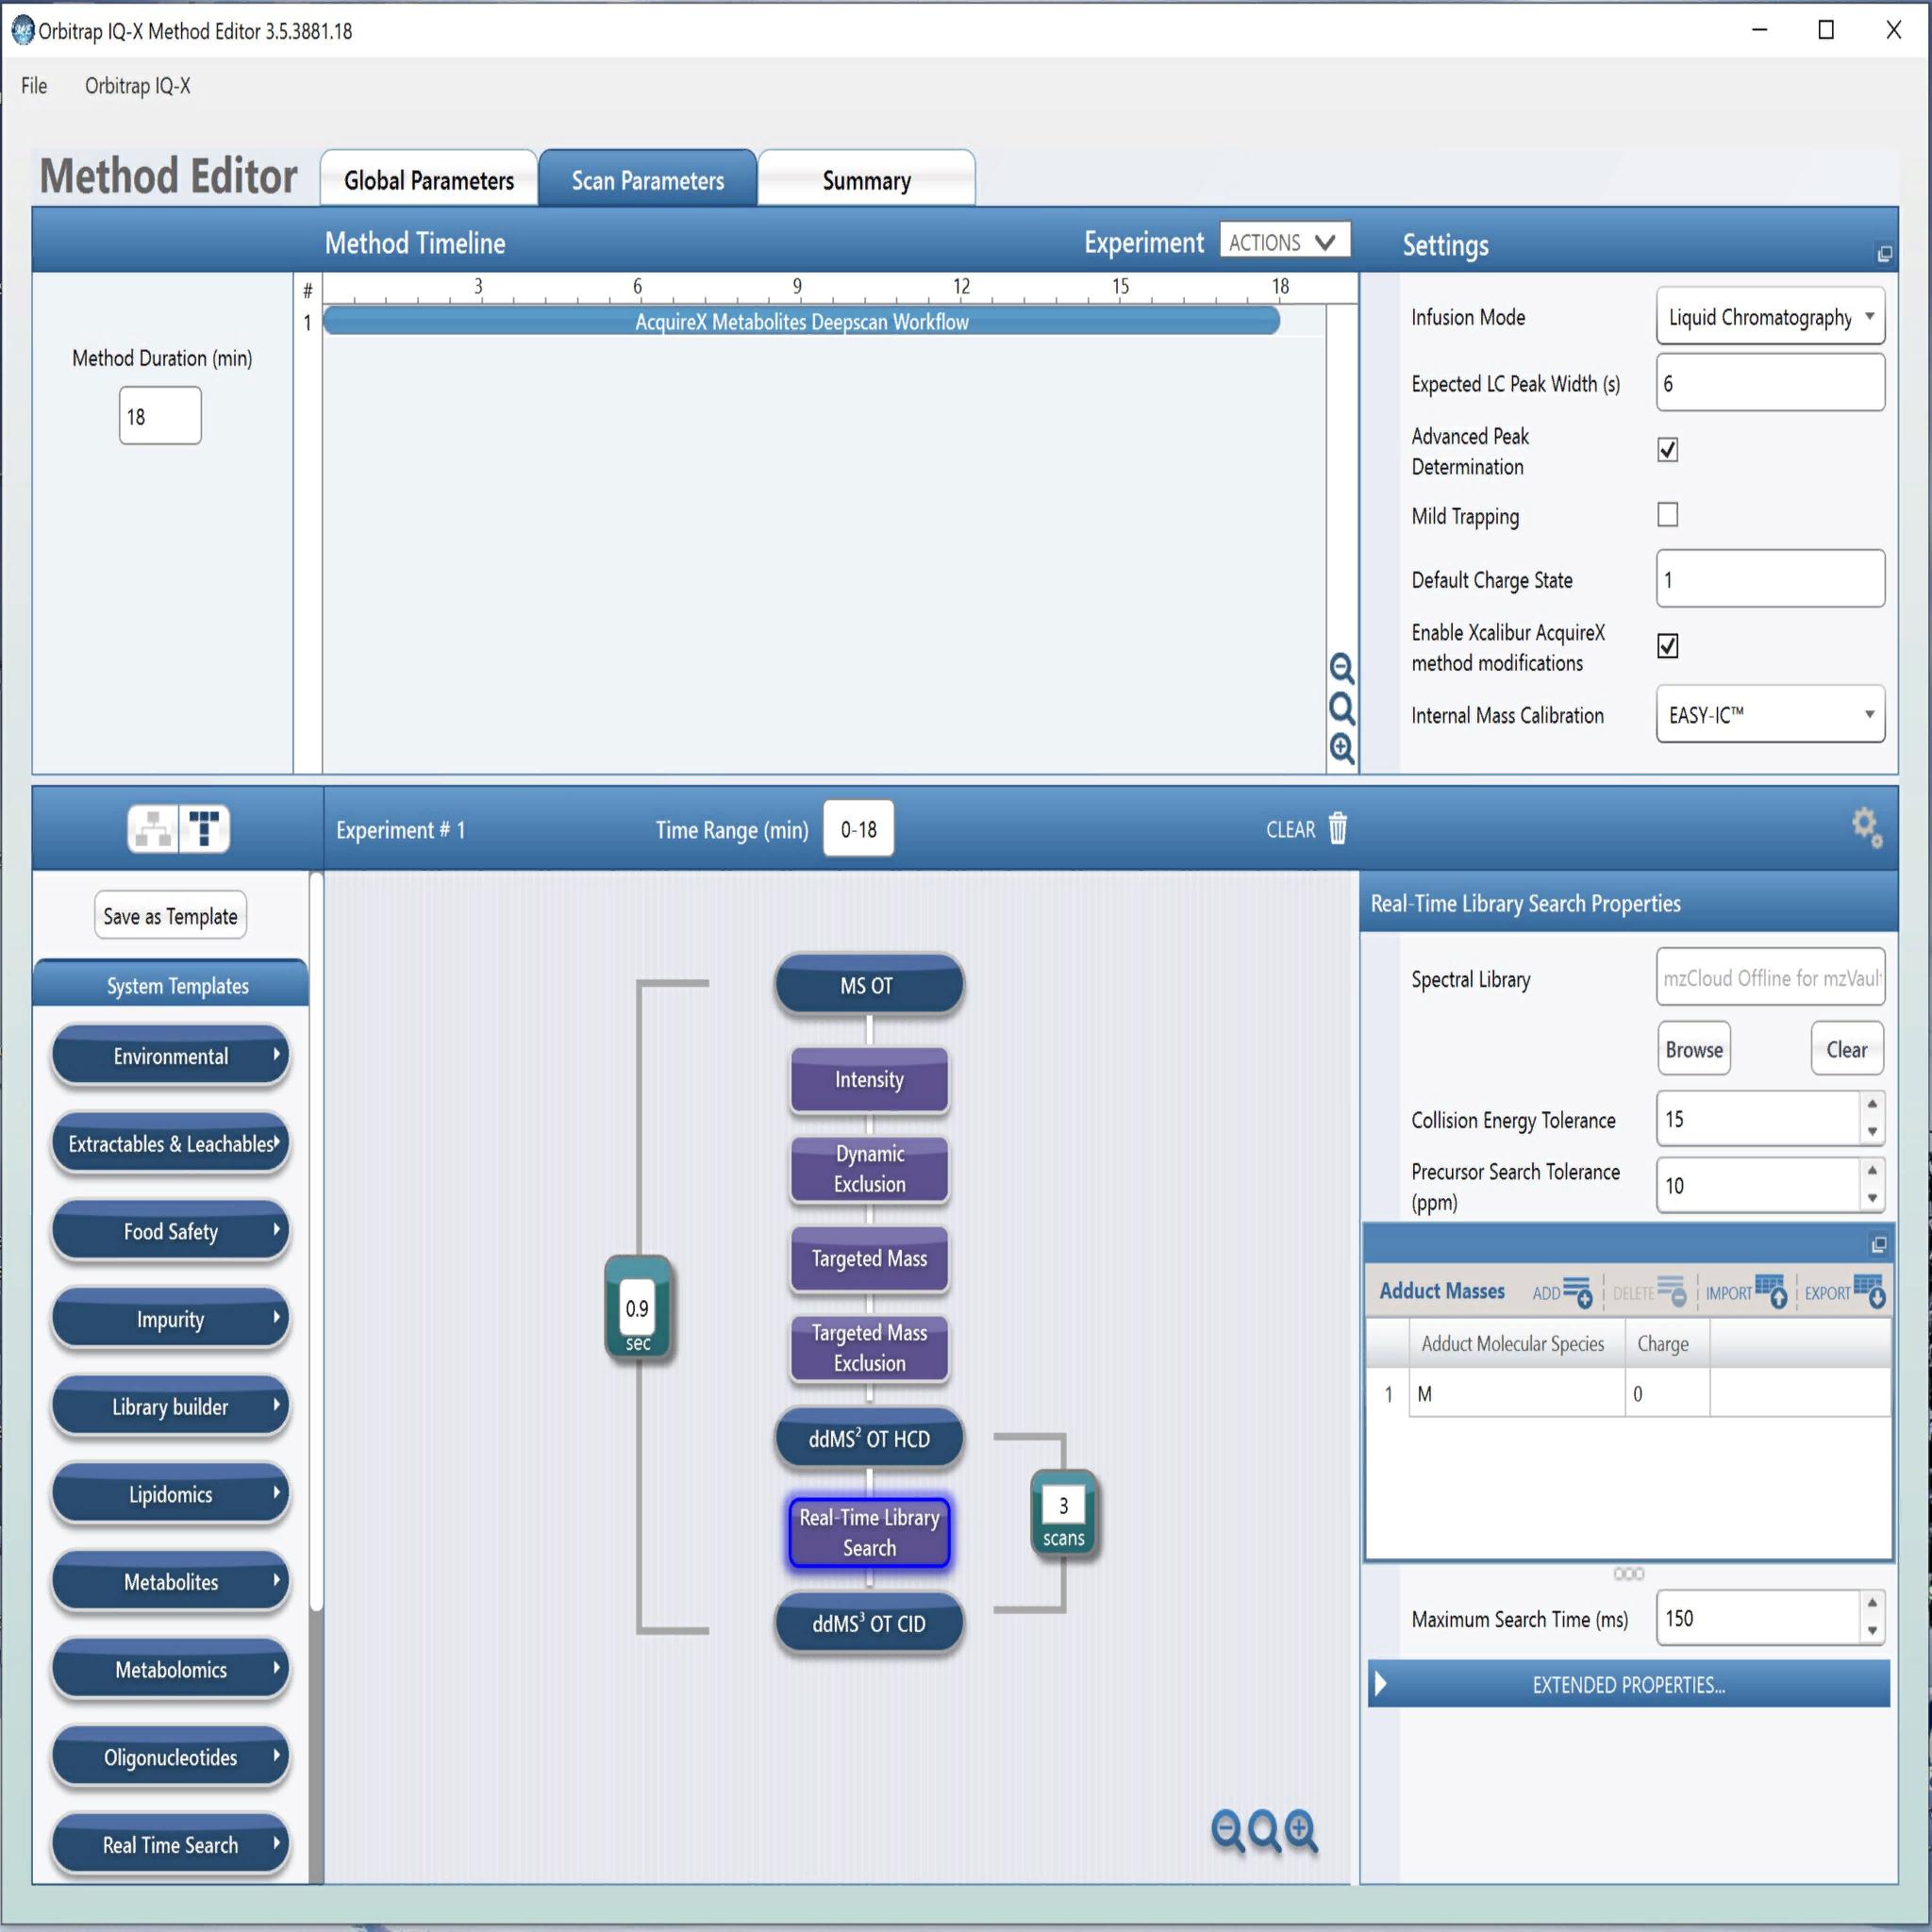 Orbitrap IQ-X Method Editor 3.5.3881.18
File Orbitrap IQ-X
Method Editor Global Parameters Scan Parameters Summary
Method Timeline Experiment ACTIONS Settings
# 3 6 9 12 15 18
1 AcquireX Metabolites Deepscan Workflow
Method Duration (min)
18
Infusion Mode Liquid Chromatography
Expected LC Peak Width (s) 6
Advanced Peak
Determination
Mild Trapping
Default Charge State 1
Enable Xcalibur AcquireX
method modifications
Internal Mass Calibration EASY-IC™
Experiment # 1 Time Range (min) 0-18 CLEAR
Save as Template
System Templates
Environmental
Extractables & Leachables
Food Safety
Impurity
Library builder
Lipidomics
Metabolites
Metabolomics
Oligonucleotides
Real Time Search
MS OT
Intensity
Dynamic
Exclusion
Targeted Mass
Targeted Mass
Exclusion
0.9
sec
ddMS² OT HCD
Real-Time Library
Search
3
scans
ddMS³ OT CID
Real-Time Library Search Properties
Spectral Library mzCloud Offline for mzVaul
Browse Clear
Collision Energy Tolerance 15
Precursor Search Tolerance
(ppm) 10
Adduct Masses ADD DELETE IMPORT EXPORT
Adduct Molecular Species Charge
1 M 0
Maximum Search Time (ms) 150
EXTENDED PROPERTIES...